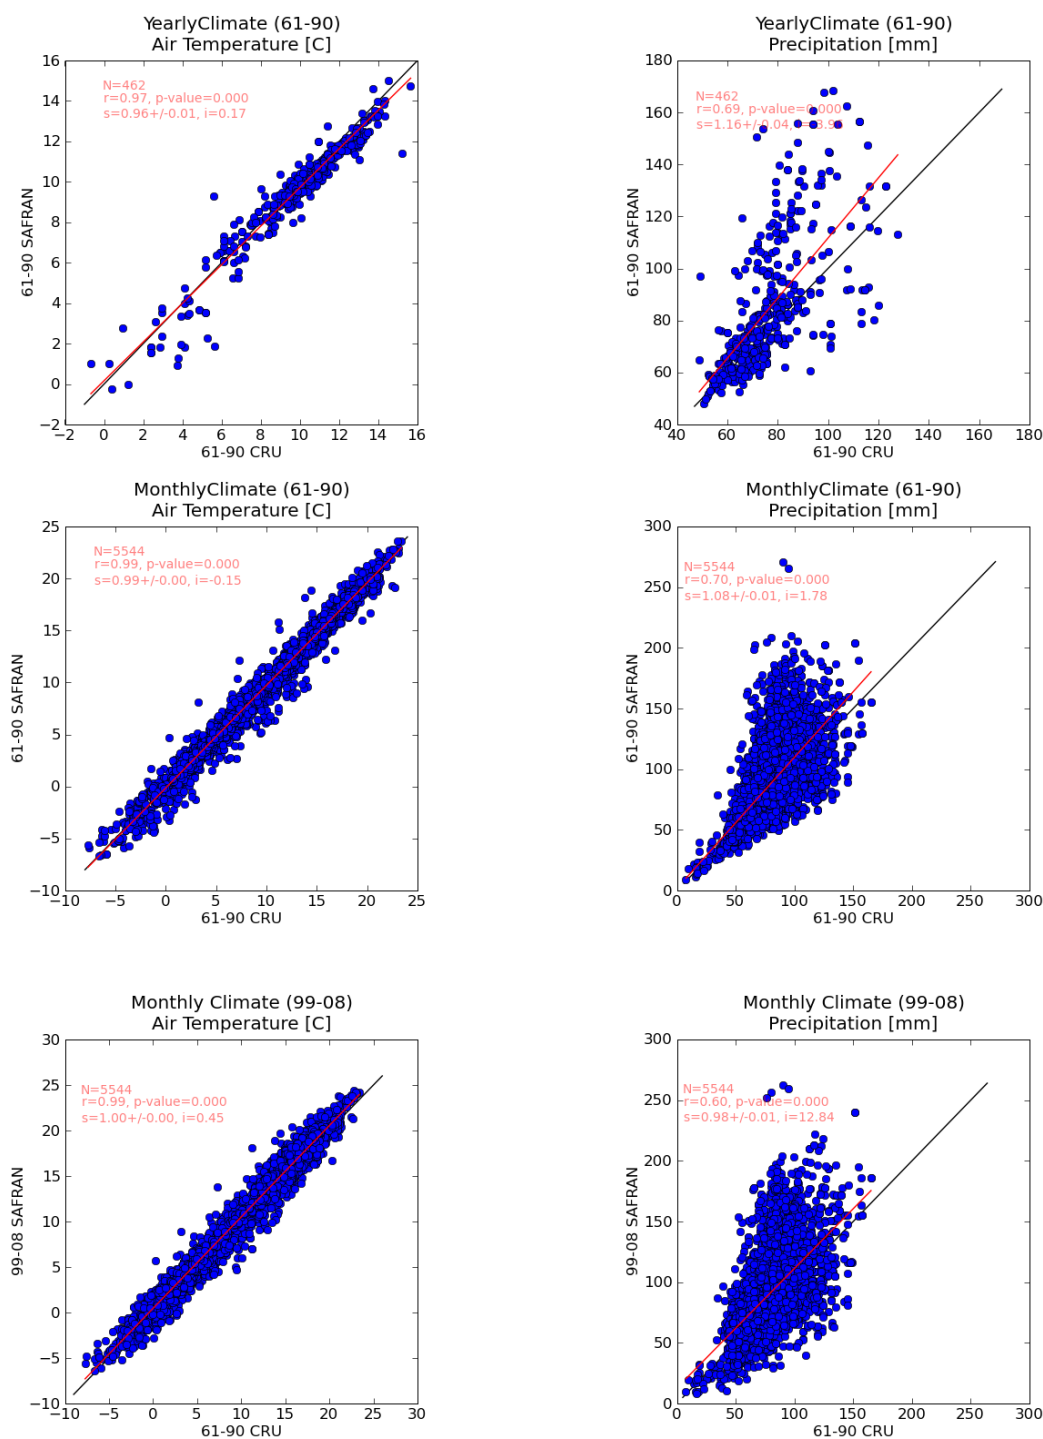 YearlyClimate (61-90)
Air Temperature [C]
N=462
r=0.97, p-value=0.000
s=0.96+/-0.01, i=0.17
16
14
12
10
8
6
4
2
0
−2
61-90 SAFRAN
−2 0 2 4 6 8 10 12 14 16
61-90 CRU
YearlyClimate (61-90)
Precipitation [mm]
N=462
r=0.69, p-value=0.000
s=1.16+/-0.04,
180
160
140
120
100
80
60
40
61-90 SAFRAN
40 60 80 100 120 140 160 180
61-90 CRU
MonthlyClimate (61-90)
Air Temperature [C]
N=5544
r=0.99, p-value=0.000
s=0.99+/-0.00, i=-0.15
25
20
15
10
5
0
−5
−10
61-90 SAFRAN
−10 −5 0 5 10 15 20 25
61-90 CRU
MonthlyClimate (61-90)
Precipitation [mm]
N=5544
r=0.70, p-value=0.000
s=1.08+/-0.01, i=1.78
300
250
200
150
100
50
0
61-90 SAFRAN
0 50 100 150 200 250 300
61-90 CRU
Monthly Climate (99-08)
Air Temperature [C]
N=5544
r=0.99, p-value=0.000
s=1.00+/-0.00, i=0.45
30
25
20
15
10
5
0
−5
−10
99-08 SAFRAN
−10 −5 0 5 10 15 20 25 30
61-90 CRU
Monthly Climate (99-08)
Precipitation [mm]
N=5544
r=0.60, p-value=0.000
s=0.98+/-0.01, i=12.84
300
250
200
150
100
50
0
99-08 SAFRAN
0 50 100 150 200 250 300
61-90 CRU